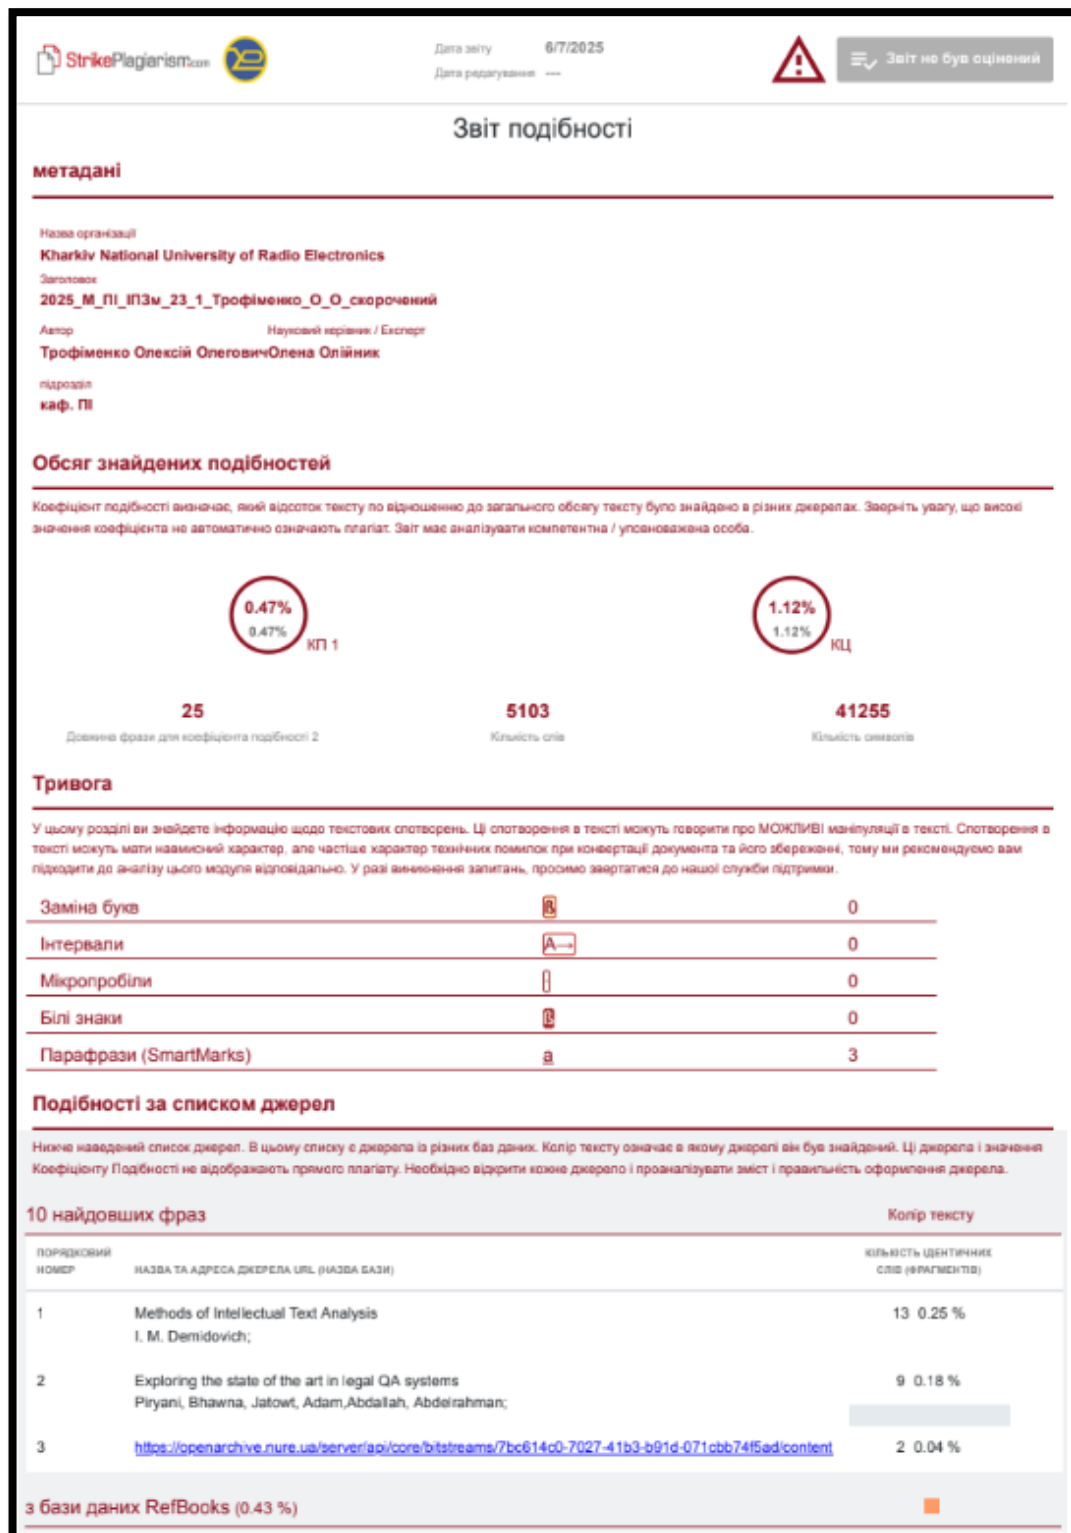 StrikePlagiarism.com
Дата звіту 6/7/2025
Дата редагування ---
Звіт не був оцінений
Звіт подібності
метадані
Назва організації
Kharkiv National University of Radio Electronics
Заголовок
2025_М_ПІ_ІПЗм_23_1_Трофіменко_О_О_скорочений
Автор Науковий керівник / Експерт
Трофіменко Олексій ОлеговичОлена Олійник
підрозділ
каф. ПІ
Обсяг знайдених подібностей
Коефіцієнт подібності визначає, який відсоток тексту по відношенню до загального обсягу тексту було знайдено в різних джерелах. Зверніть увагу, що високі
значення коефіцієнта не автоматично означають плагіат. Звіт має аналізувати компетентна / уповноважена особа.
0.47% 1.12%
0.47% 1.12%
КП 1 КЦ
25 5103 41255
Довжина фрази для коефіцієнта подібності 2 Кількість слів Кількість символів
Тривога
У цьому розділі ви знайдете інформацію щодо текстових спотворень. Ці спотворення в тексті можуть говорити про МОЖЛИВІ маніпуляції в тексті. Спотворення в
тексті можуть мати навмисний характер, але частіше характер технічних помилок при конвертації документа та його збереженні, тому ми рекомендуємо вам
підходити до аналізу цього модуля відповідально. У разі виникнення запитань, просимо звертатися до нашої служби підтримки.
Заміна букв ß 0
Інтервали A→ 0
Мікропробіли 0
Білі знаки ß 0
Парафрази (SmartMarks) a 3
Подібності за списком джерел
Нижче наведений список джерел. В цьому списку є джерела із різних баз даних. Колір тексту означає в якому джерелі він був знайдений. Ці джерела і значення
Коефіцієнту Подібності не відображають прямого плагіату. Необхідно відкрити кожне джерело і проаналізувати зміст і правильність оформлення джерела.
10 найдовших фраз Колір тексту
ПОРЯДКОВИЙ КІЛЬКІСТЬ ІДЕНТИЧНИХ
НОМЕР НАЗВА ТА АДРЕСА ДЖЕРЕЛА URL (НАЗВА БАЗИ) СЛІВ (ФРАГМЕНТІВ)
1 Methods of Intellectual Text Analysis 13 0.25 %
I. M. Demidovich;
2 Exploring the state of the art in legal QA systems 9 0.18 %
Piryani, Bhawna, Jatowt, Adam,Abdallah, Abdelrahman;
3 https://openarchive.nure.ua/server/api/core/bitstreams/7bc614c0-7027-41b3-b91d-071cbb74f5ad/content 2 0.04 %
з бази даних RefBooks (0.43 %)